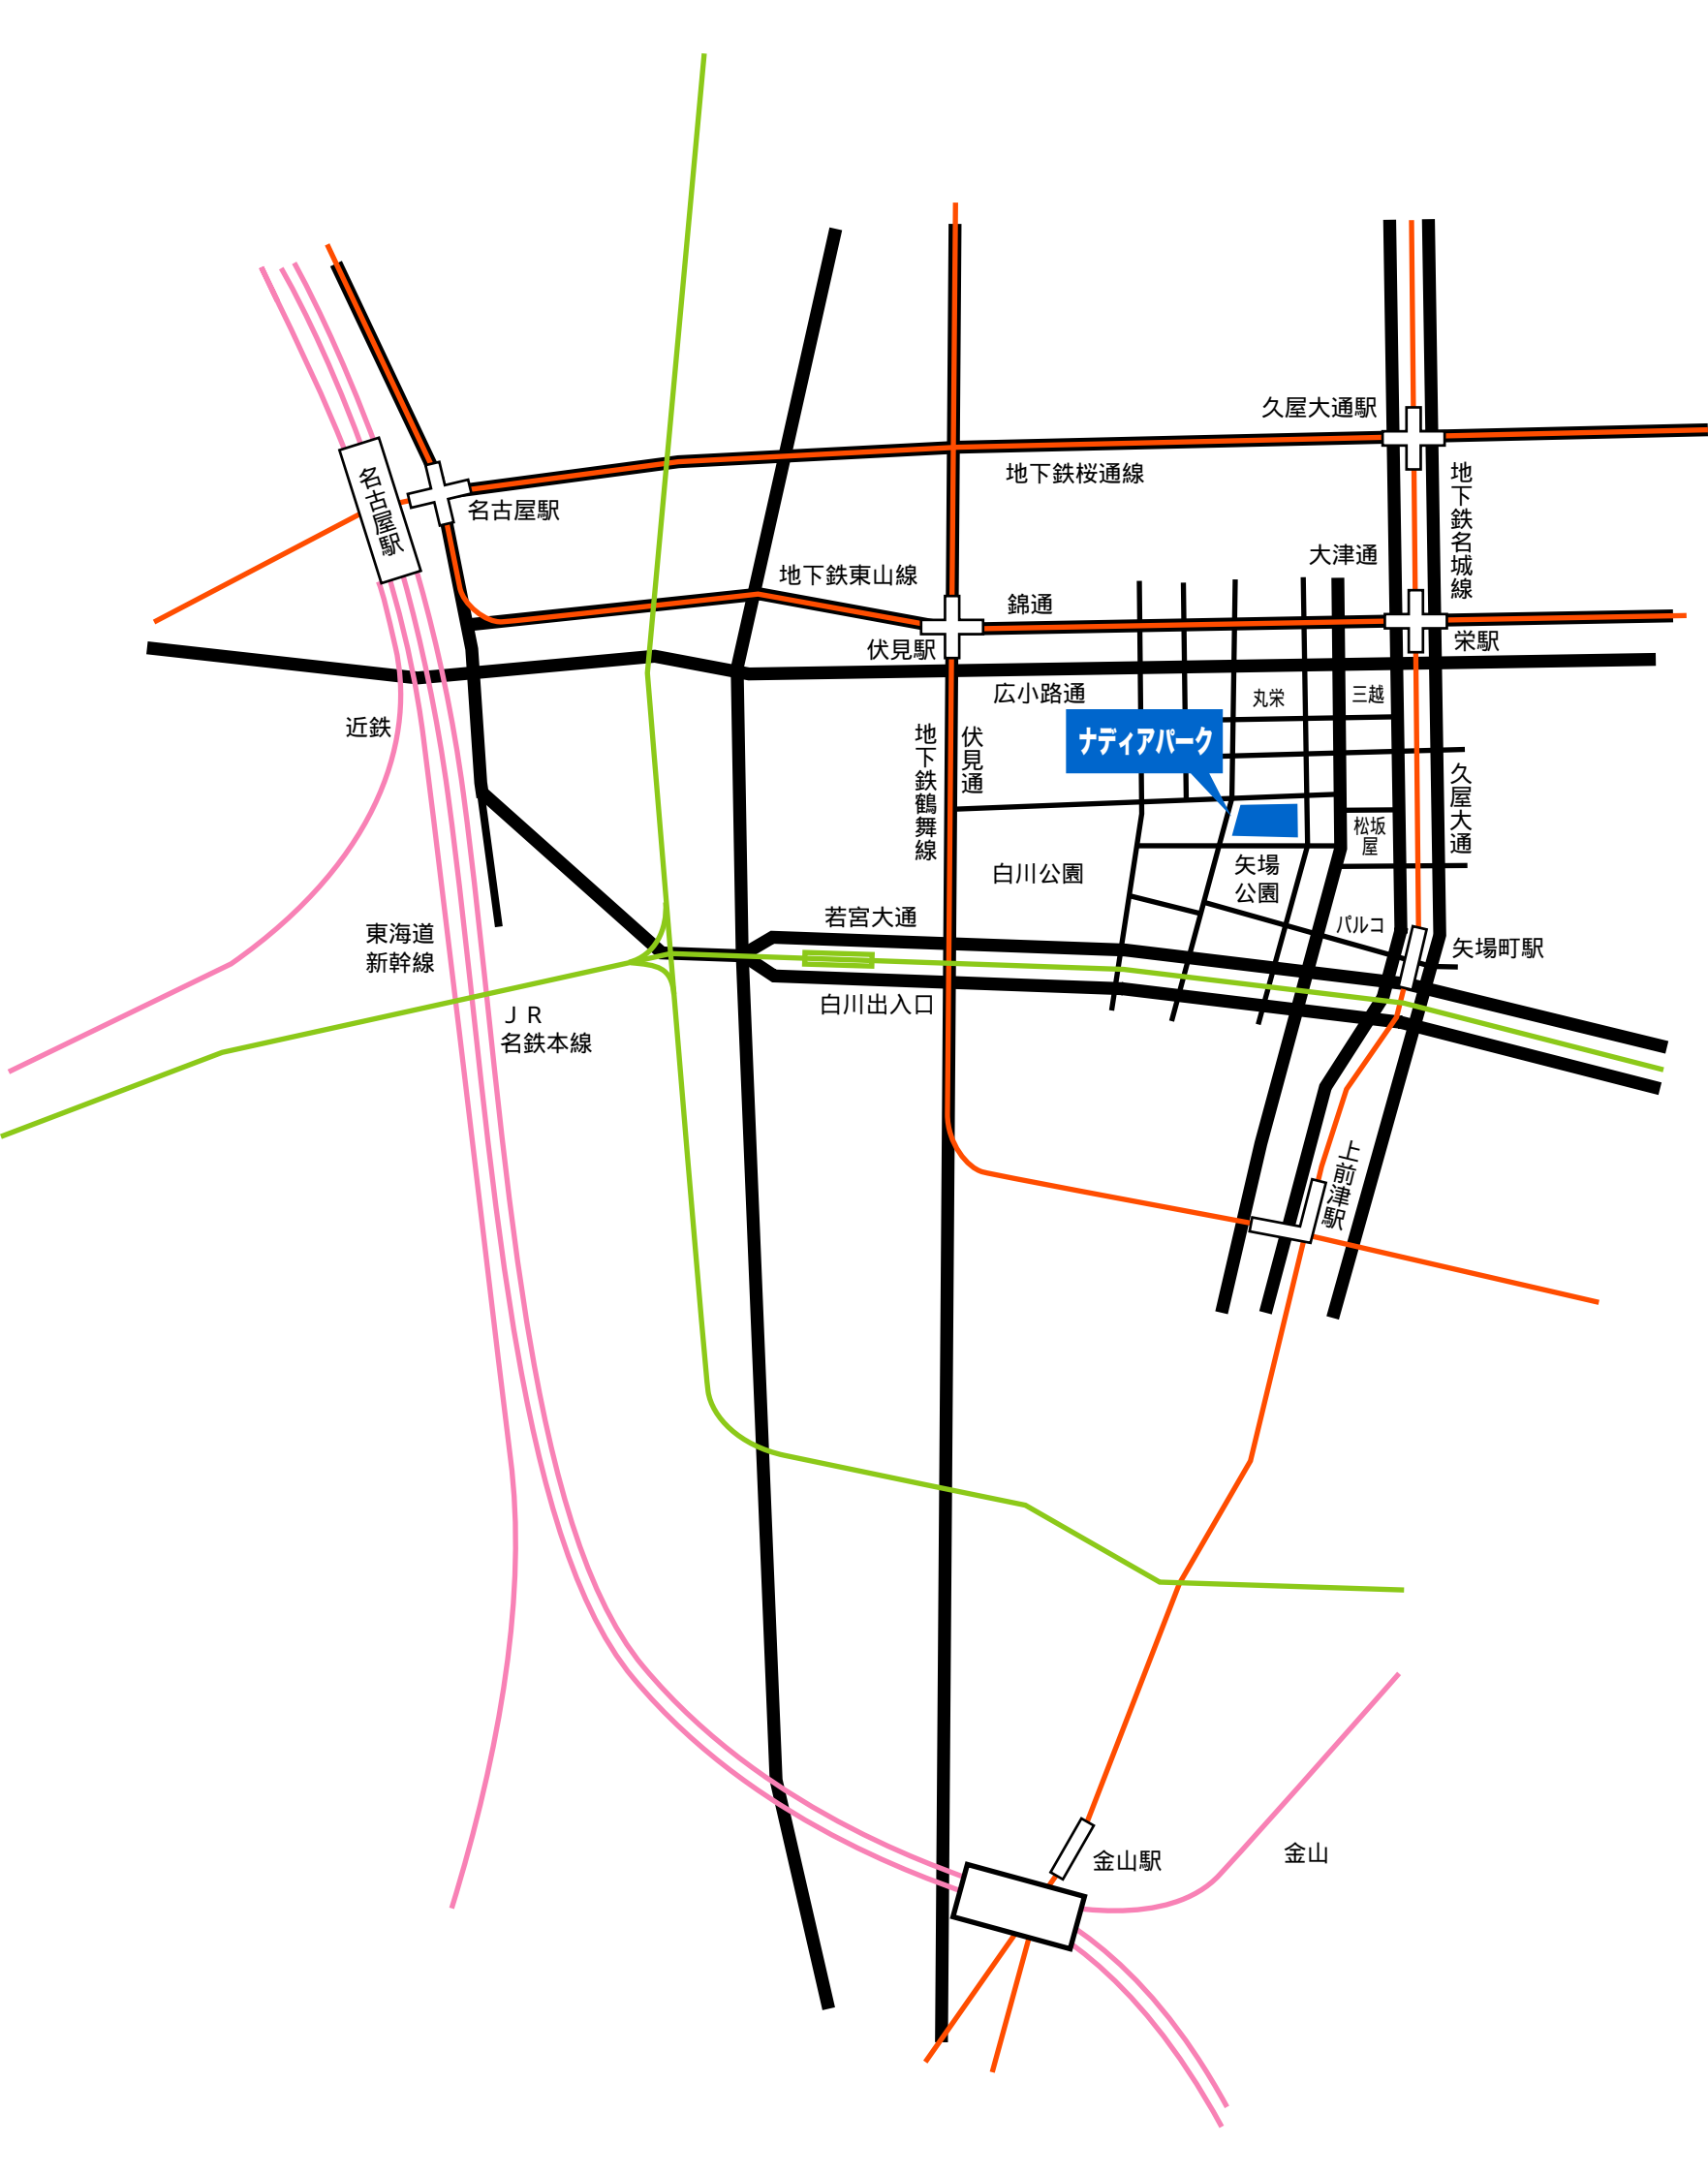 久屋大通駅
地下鉄桜通線
地下鉄名城線
名古屋駅
名古屋駅
大津通
地下鉄東山線
錦通
伏見駅
栄駅
広小路通
丸栄
三越
近鉄
地下鉄鶴舞線
伏見通
ナディアパーク
久屋大通
松坂
屋
白川公園
矢場
公園
若宮大通
パルコ
矢場町駅
東海道
新幹線
白川出入口
ＪＲ
名鉄本線
上前津駅
金山駅
金山